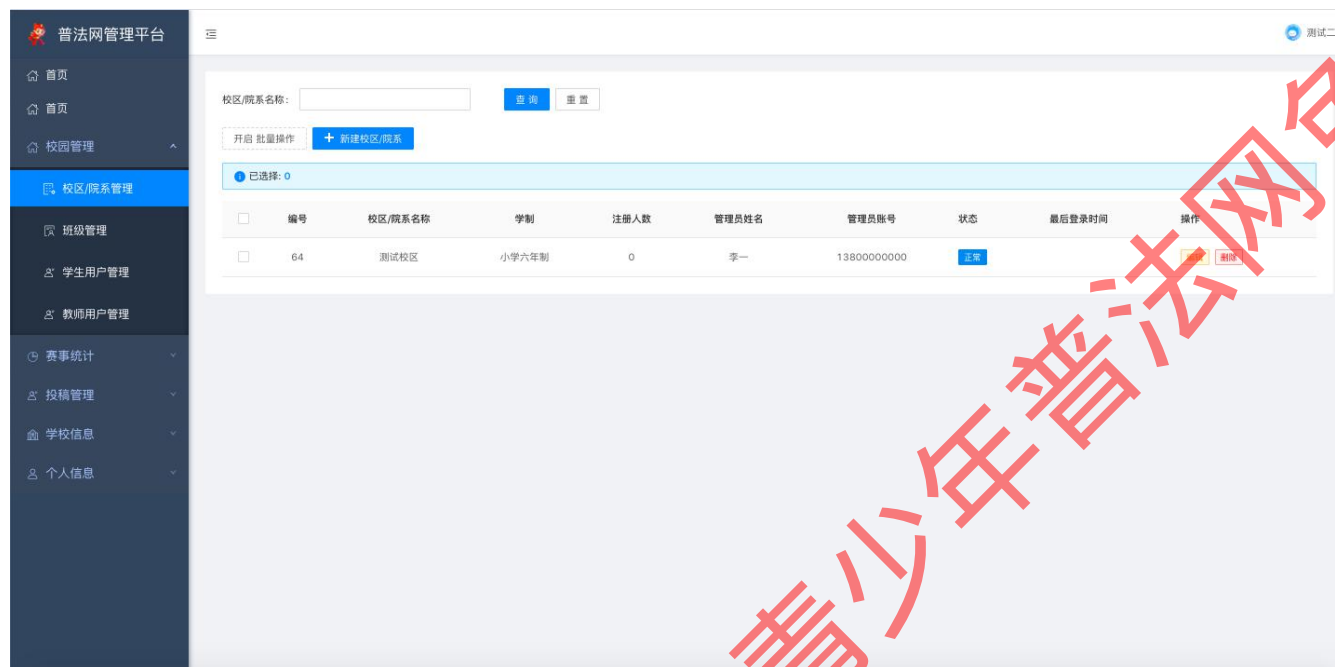 普法网管理平台
测试二
首页
首页
校园管理
校区/院系管理
班级管理
学生用户管理
教师用户管理
赛事统计
投稿管理
学校信息
个人信息
校区/院系名称:
查 询
重 置
开启 批量操作
+ 新建校区/院系
已选择: 0
编号 校区/院系名称 学制 注册人数 管理员姓名 管理员账号 状态 最后登录时间 操作
64 测试校区 小学六年制 0 李一 13800000000 正常 编辑 删除
青少年普法网